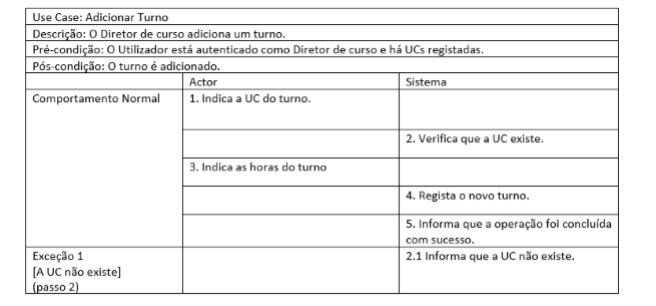 Use Case: Adicionar Turno
Descrição: O Diretor de curso adiciona um turno.
Pré-condição: O Utilizador está autenticado como Diretor de curso e há UCs registadas.
Pós-condição: O turno é adicionado.
Actor Sistema
Comportamento Normal 1. Indica a UC do turno.
2. Verifica que a UC existe.
3. Indica as horas do turno
4. Regista o novo turno.
5. Informa que a operação foi concluída
com sucesso.
Exceção 1 2.1 Informa que a UC não existe.
[A UC não existe]
(passo 2)